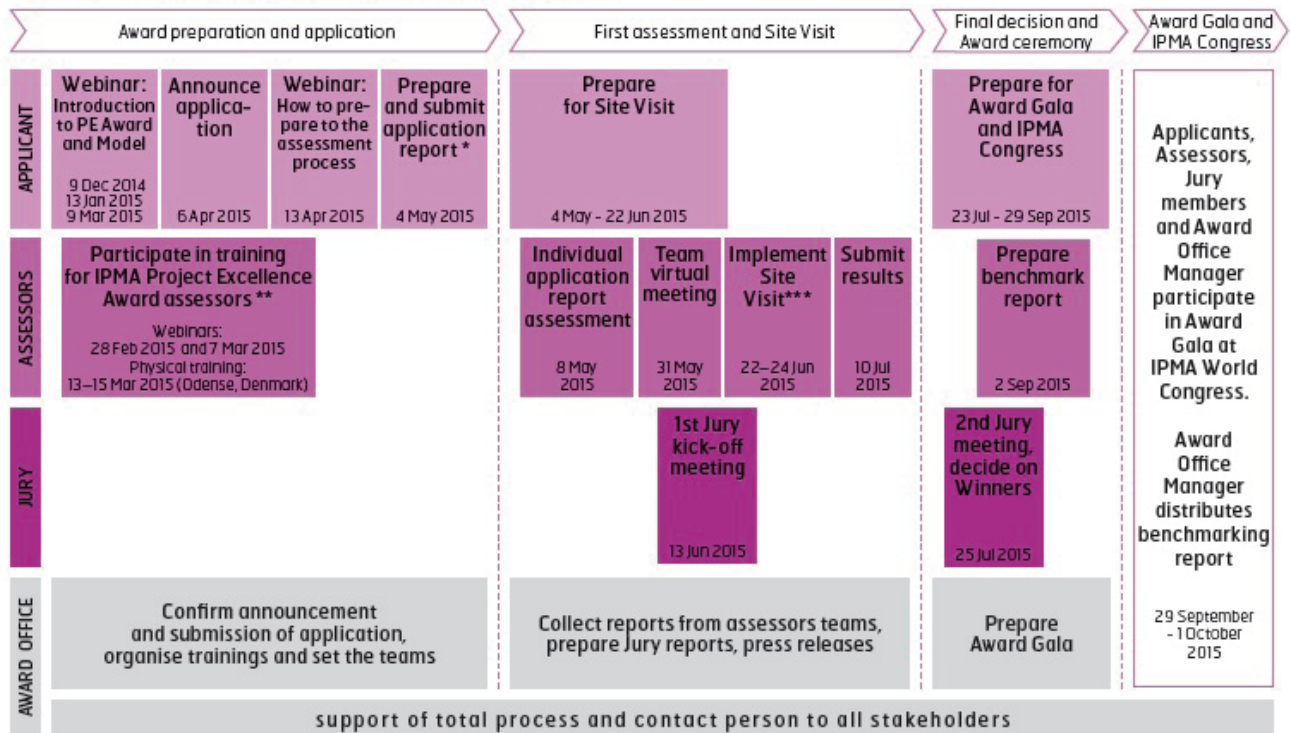 Award preparation and application
First assessment and Site Visit
Final decision and
Award ceremony
Award Gala and
IPMA Congress
APPLICANT
Webinar:
Introduction
to PE Award
and Model
9 Dec 2014
13 Jan 2015
9 Mar 2015
Announce
applica-
tion
6 Apr 2015
Webinar:
How to pre-
pare to the
assessment
process
13 Apr 2015
Prepare
and submit
application
report *
4 May 2015
Prepare
for Site Visit
4 May - 22 Jun 2015
Prepare for
Award Gala
and IPMA
Congress
23 Jul - 29 Sep 2015
ASSESSORS
Participate in training
for IPMA Project Excellence
Award assessors **
Webinars:
28 Feb 2015 and 7 Mar 2015
Physical training:
13–15 Mar 2015 (Odense, Denmark)
Individual
application
report
assessment
8 May
2015
Team
virtual
meeting
31 May
2015
Implement
Site
Visit***
22–24 Jun
2015
Submit
results
10 Jul
2015
Prepare
benchmark
report
2 Sep 2015
JURY
1st Jury
kick-off
meeting
13 Jun 2015
2nd Jury
meeting,
decide on
Winners
25 Jul 2015
AWARD OFFICE
Confirm announcement
and submission of application,
organise trainings and set the teams
Collect reports from assessors teams,
prepare Jury reports, press releases
Prepare
Award Gala
support of total process and contact person to all stakeholders
Applicants,
Assessors,
Jury
members
and Award
Office
Manager
participate
in Award
Gala at
IPMA World
Congress.
Award
Office
Manager
distributes
benchmarking
report
29 September
- 1 October
2015